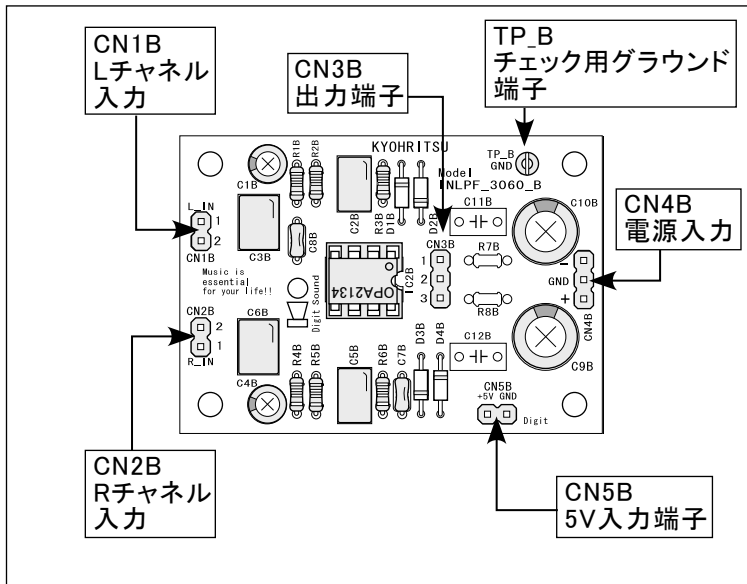 CN1B
Lチャネル
入力
CN3B
出力端子
TP_B
チェック用グラウンド
端子
CN4B
電源入力
CN2B
Rチャネル
入力
CN5B
5V入力端子
KYOHRITSU
Model
INLPF_3060_B
TP_B
GND
C1B
R1B
R2B
C2B
R3B
D1B
D2B
C11B
C10B
L_IN
1
2
CN1B
C3B
C8B
CN3B
1
2
3
R7B
R8B
IC2B
OPA2134
-
GND
+
CN4B
Music is
essential
for your life!!
Digit Sound
CN2B
2
1
R_IN
C6B
C4B
R4B
R5B
C5B
R6B
C7B
D3B
D4B
C12B
C9B
CN5B
+5V GND
Digit